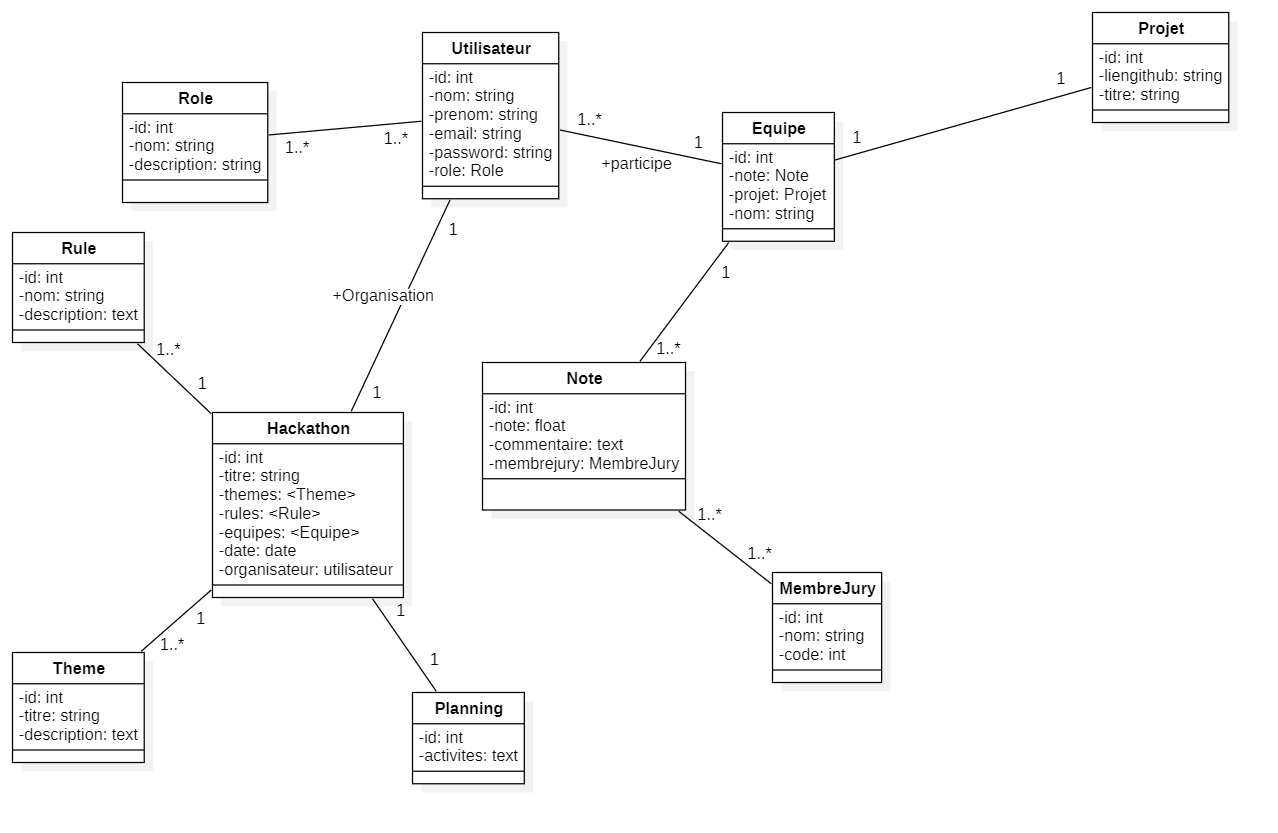 Projet
-id: int
-liengithub: string
-titre: string
1
Utilisateur
-id: int
-nom: string
-prenom: string
-email: string
-password: string
-role: Role
Role
-id: int
-nom: string
-description: string
1..*
1..*
1..*
1
+participe
Equipe
-id: int
-note: Note
-projet: Projet
-nom: string
1
1
+Organisation
1
Rule
-id: int
-nom: string
-description: text
1..*
1
1
1..*
Note
-id: int
-note: float
-commentaire: text
-membrejury: MembreJury
Hackathon
-id: int
-titre: string
-themes: <Theme>
-rules: <Rule>
-equipes: <Equipe>
-date: date
-organisateur: utilisateur
1..*
1..*
MembreJury
-id: int
-nom: string
-code: int
1
1..*
1
1
Theme
-id: int
-titre: string
-description: text
Planning
-id: int
-activites: text